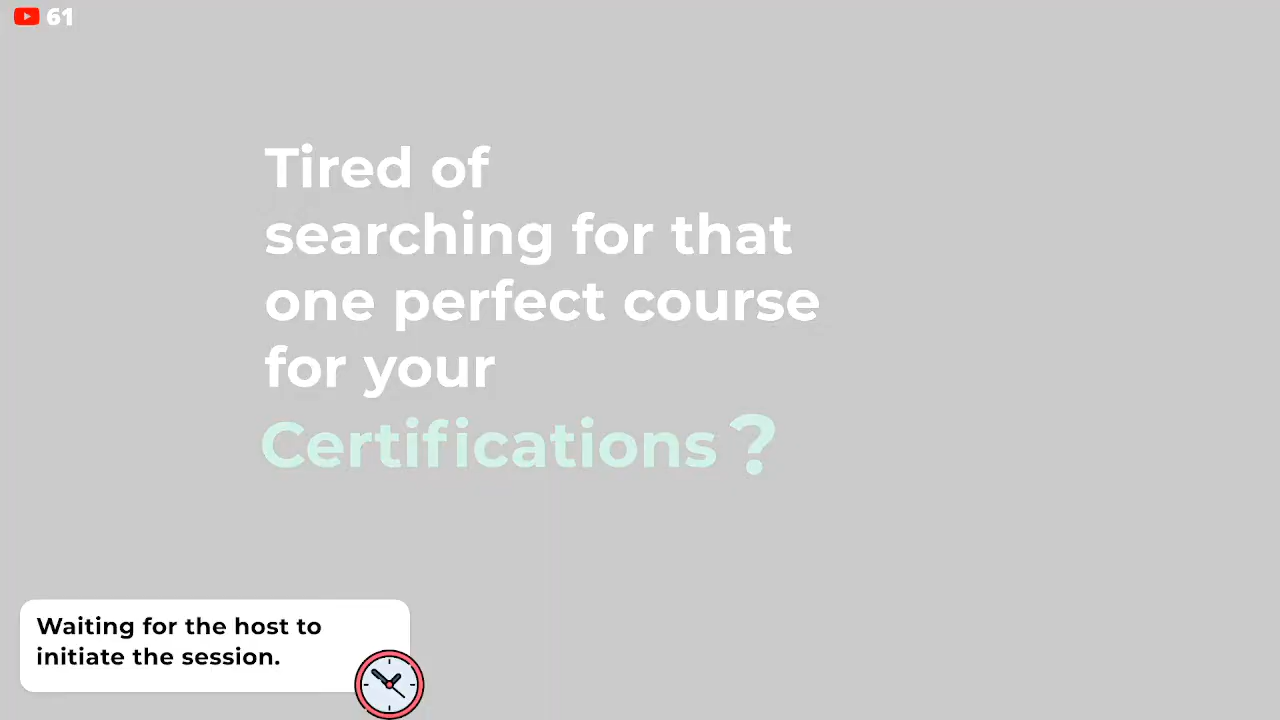 61
Tired of
searching for that
one perfect course
for your
Certifications?
Waiting for the host to
initiate the session.